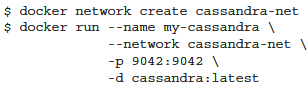 $ docker network create cassandra-net
$ docker run --name my-cassandra \
--network cassandra-net \
-p 9042:9042 \
-d cassandra:latest